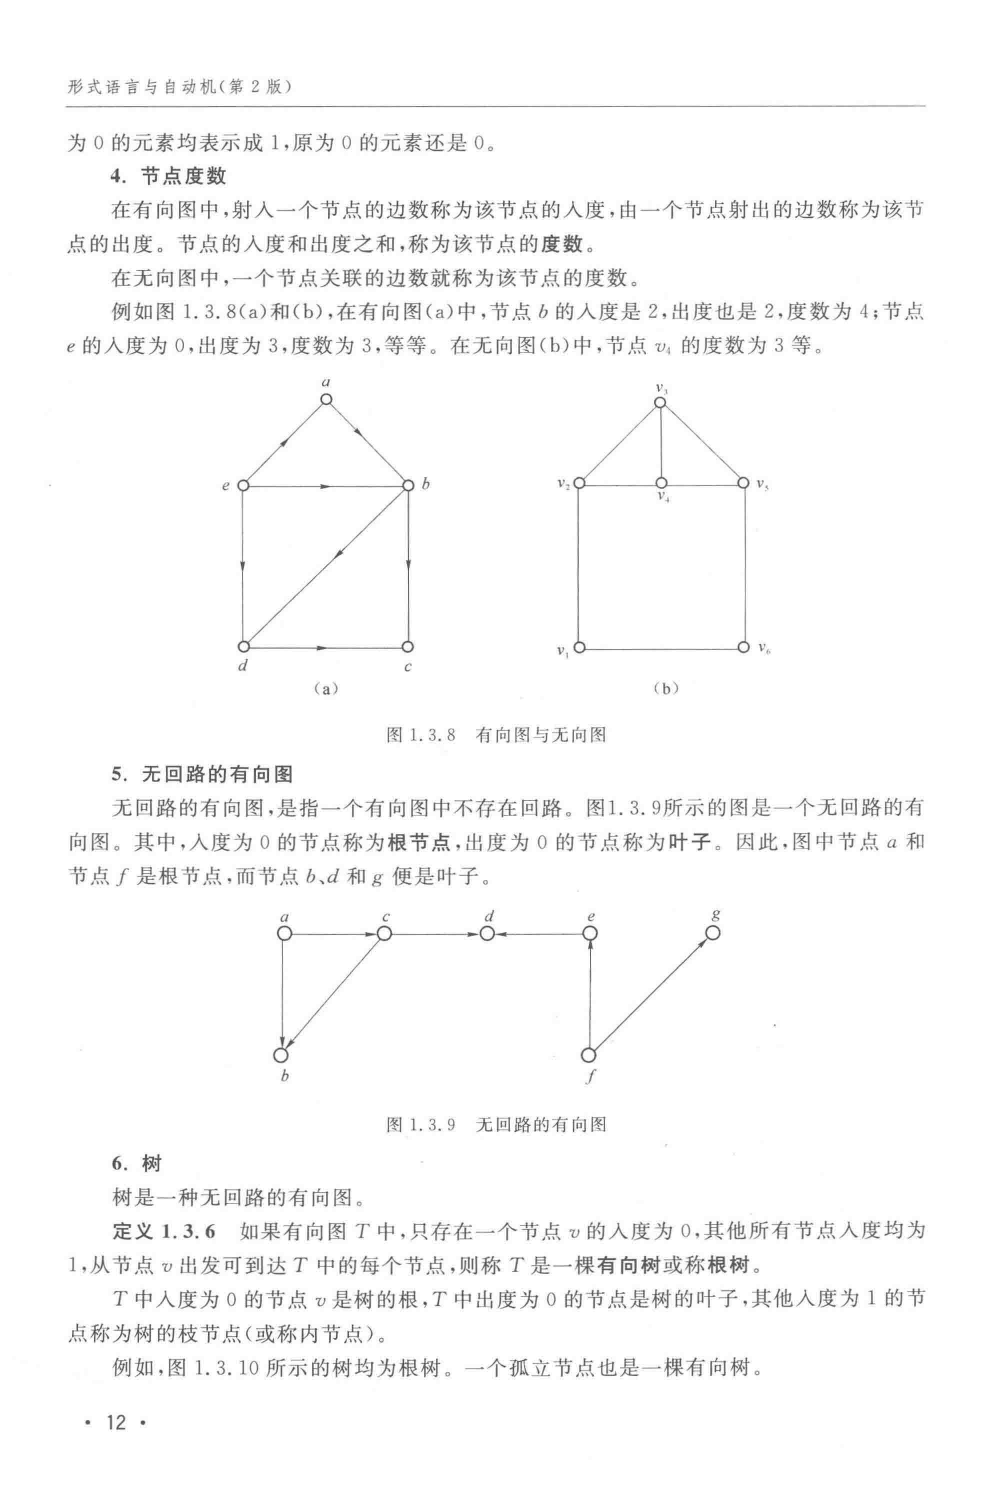 形式语言与自动机(第2版)
为0的元素均表示成1,原为0的元素还是0。
4. 节点度数
在有向图中,射入一个节点的边数称为该节点的入度,由一个节点射出的边数称为该节
点的出度。节点的入度和出度之和,称为该节点的度数。
在无向图中,一个节点关联的边数就称为该节点的度数。
例如图1.3.8(a)和(b),在有向图(a)中,节点b的入度是2,出度也是2,度数为4;节点
e的入度为0,出度为3,度数为3,等等。在无向图(b)中,节点v₄的度数为3等。
a
v₃
e
b
v₂
v₄
v₅
d
c
v₁
v₆
(a)
(b)
图1.3.8 有向图与无向图
5. 无回路的有向图
无回路的有向图,是指一个有向图中不存在回路。图1.3.9所示的图是一个无回路的有
向图。其中,入度为0的节点称为根节点,出度为0的节点称为叶子。因此,图中节点a和
节点f是根节点,而节点b、d和g便是叶子。
a
c
d
e
g
b
f
图1.3.9 无回路的有向图
6. 树
树是一种无回路的有向图。
定义1.3.6 如果有向图T中,只存在一个节点v的入度为0,其他所有节点入度均为
1,从节点v出发可到达T中的每个节点,则称T是一棵有向树或称根树。
T中入度为0的节点v是树的根,T中出度为0的节点是树的叶子,其他入度为1的节
点称为树的枝节点(或称内节点)。
例如,图1.3.10所示的树均为根树。一个孤立节点也是一棵有向树。
· 12 ·